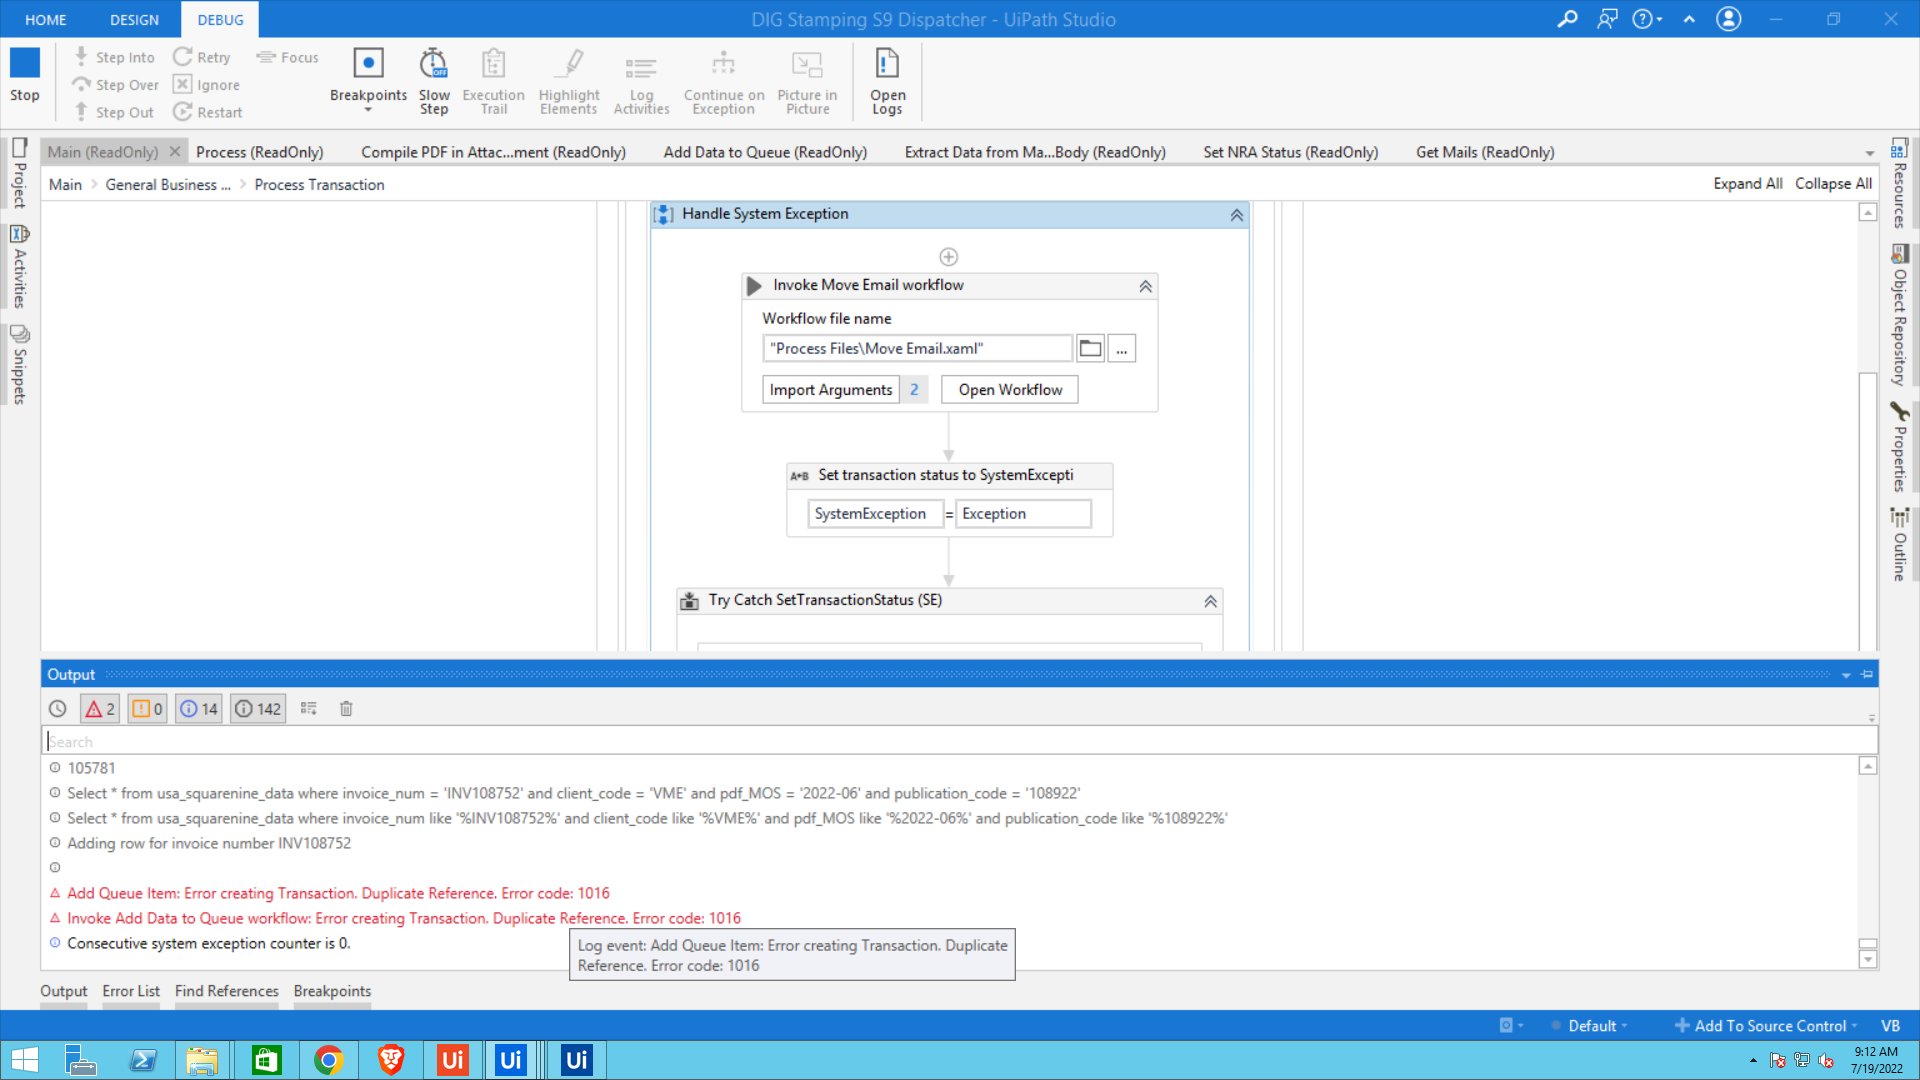 HOME DESIGN DEBUG DIG Stamping S9 Dispatcher - UiPath Studio
Stop
Step Into
Step Over
Step Out
Retry
Ignore
Restart
Focus
Breakpoints
Slow
Step
OFF
Execution
Trail
Highlight
Elements
Log
Activities
Continue on
Exception
Picture in
Picture
Open
Logs
Project
Activities
Snippets
Main (ReadOnly) Process (ReadOnly) Compile PDF in Attac...ment (ReadOnly) Add Data to Queue (ReadOnly) Extract Data from Ma...Body (ReadOnly) Set NRA Status (ReadOnly) Get Mails (ReadOnly)
Main > General Business ... > Process Transaction Expand All Collapse All
Handle System Exception
Invoke Move Email workflow
Workflow file name
"Process Files\Move Email.xaml" ...
Import Arguments 2 Open Workflow
A+B Set transaction status to SystemExcepti
SystemException = Exception
Try Catch SetTransactionStatus (SE)
Resources
Object Repository
Properties
Outline
Output
2 0 14 142
Search
105781
Select * from usa_squarenine_data where invoice_num = 'INV108752' and client_code = 'VME' and pdf_MOS = '2022-06' and publication_code = '108922'
Select * from usa_squarenine_data where invoice_num like '%INV108752%' and client_code like '%VME%' and pdf_MOS like '%2022-06%' and publication_code like '%108922%'
Adding row for invoice number INV108752
Add Queue Item: Error creating Transaction. Duplicate Reference. Error code: 1016
Invoke Add Data to Queue workflow: Error creating Transaction. Duplicate Reference. Error code: 1016
Consecutive system exception counter is 0.
Log event: Add Queue Item: Error creating Transaction. Duplicate
Reference. Error code: 1016
Output Error List Find References Breakpoints
Default Add To Source Control VB
Ui Ui Ui
9:12 AM
7/19/2022